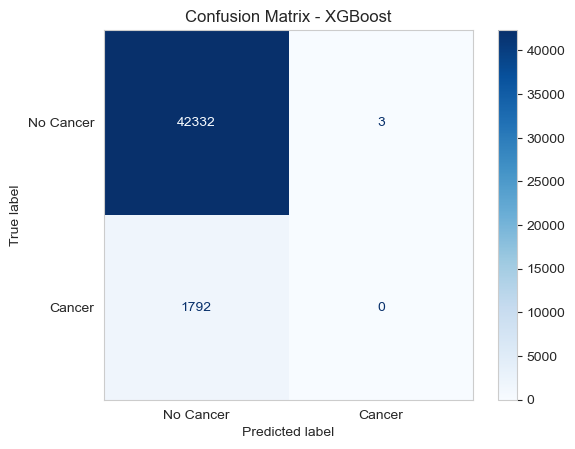 Confusion Matrix - XGBoost
True label
No Cancer
Cancer
42332
3
1792
0
No Cancer
Cancer
Predicted label
40000
35000
30000
25000
20000
15000
10000
5000
0